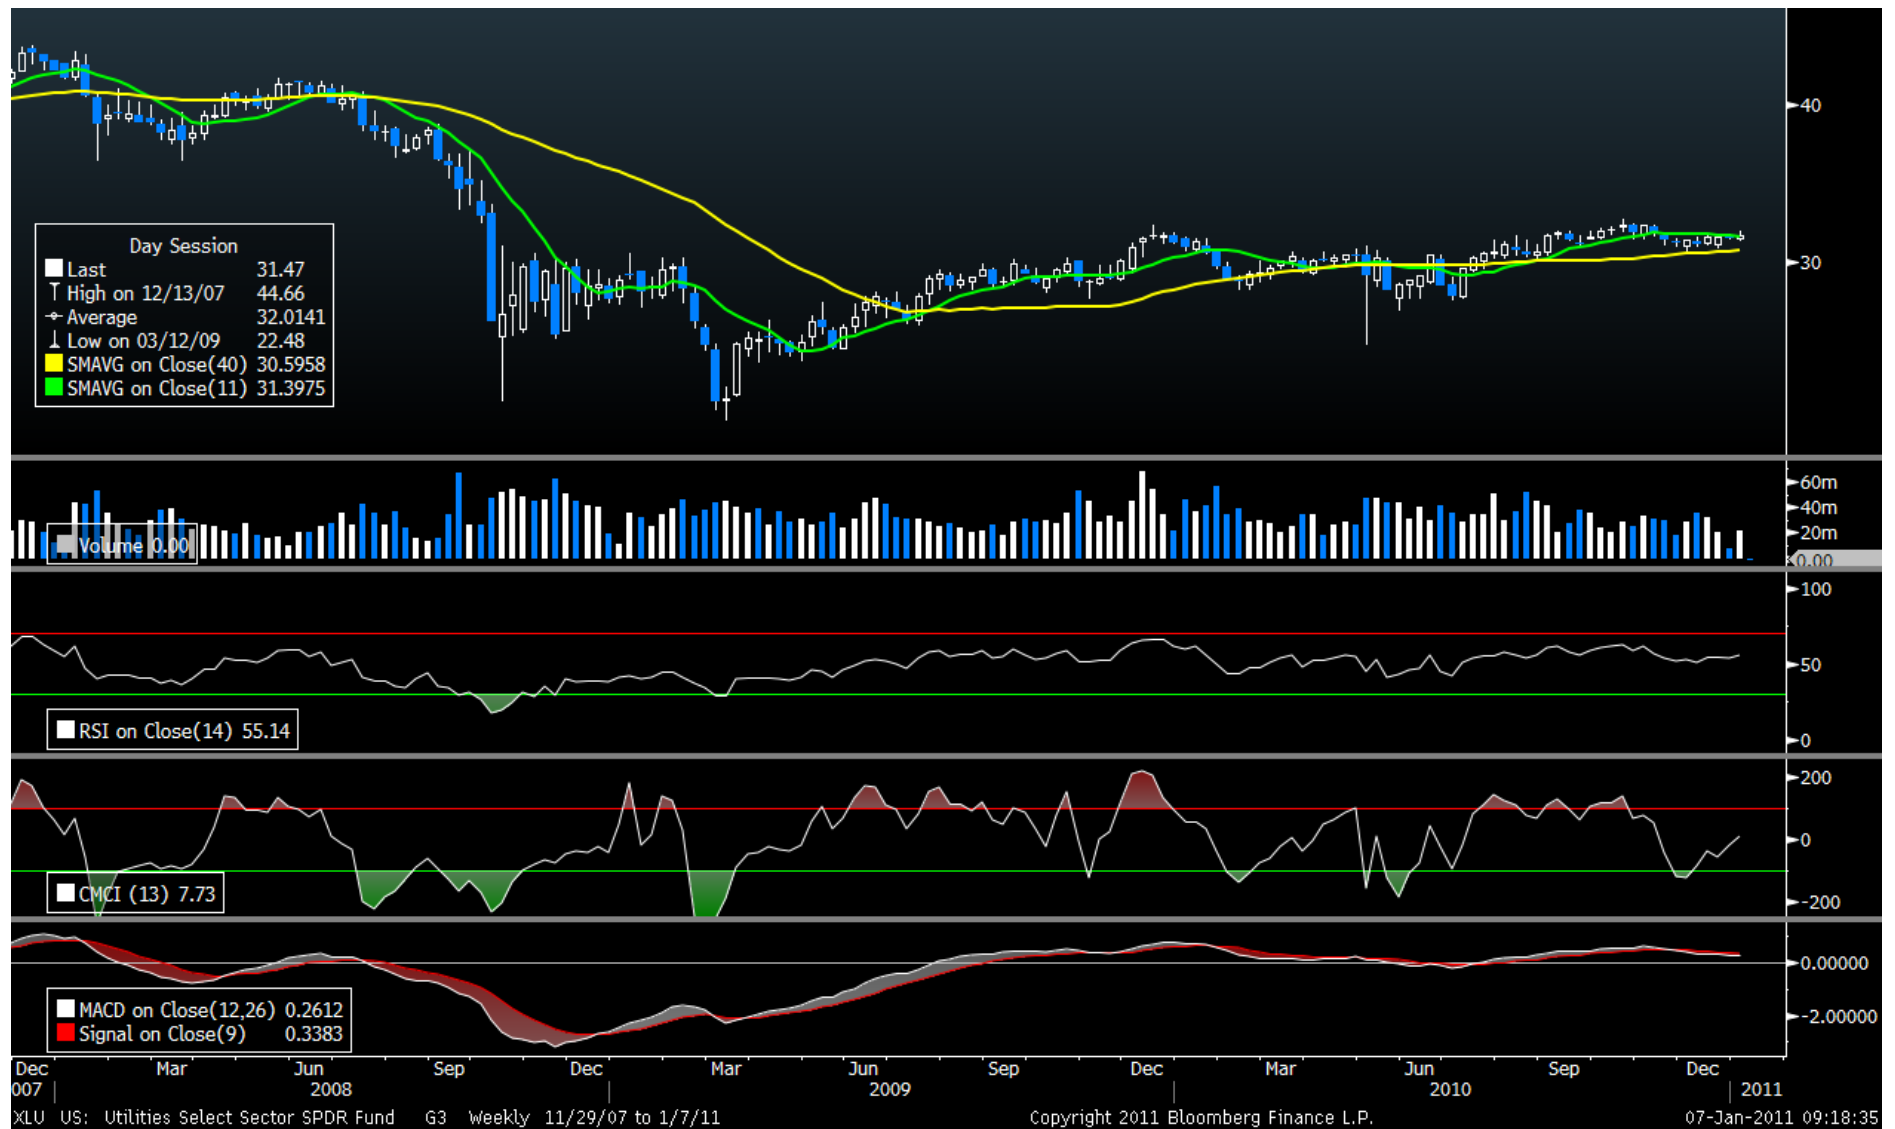 40
30
Day Session
Last 31.47
High on 12/13/07 44.66
Average 32.0141
Low on 03/12/09 22.48
SMAVG on Close(40) 30.5958
SMAVG on Close(11) 31.3975
60m
40m
20m
0.00
Volume 0.00
100
50
0
RSI on Close(14) 55.14
200
0
-200
CMCI (13) 7.73
0.00000
-2.00000
MACD on Close(12,26) 0.2612
Signal on Close(9) 0.3383
Dec Mar Jun Sep Dec Mar Jun Sep Dec Mar Jun Sep Dec
007 2008 2009 2010 2011
XLU US: Utilities Select Sector SPDR Fund G3 Weekly 11/29/07 to 1/7/11 Copyright 2011 Bloomberg Finance L.P. 07-Jan-2011 09:18:35